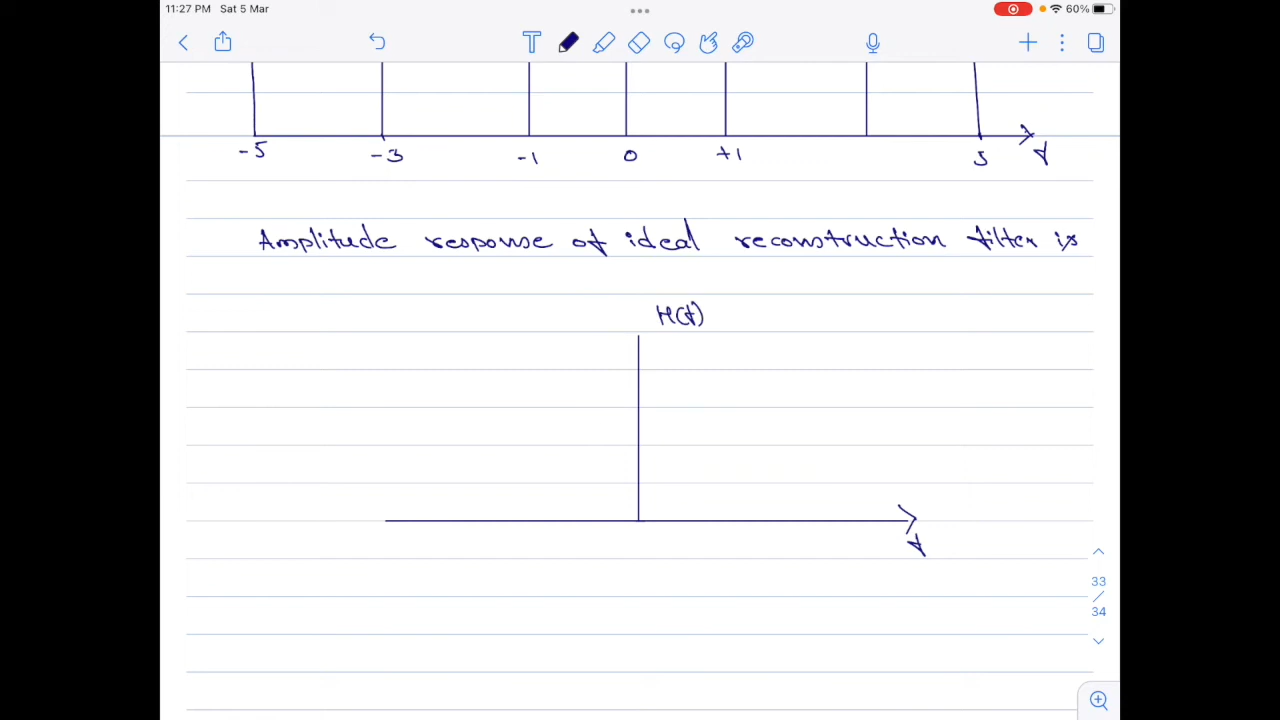 11:27 PM Sat 5 Mar 60%
-5 -3 -1 0 +1 5 f
Amplitude response of ideal reconstruction filter is
H(f)
f
33
34